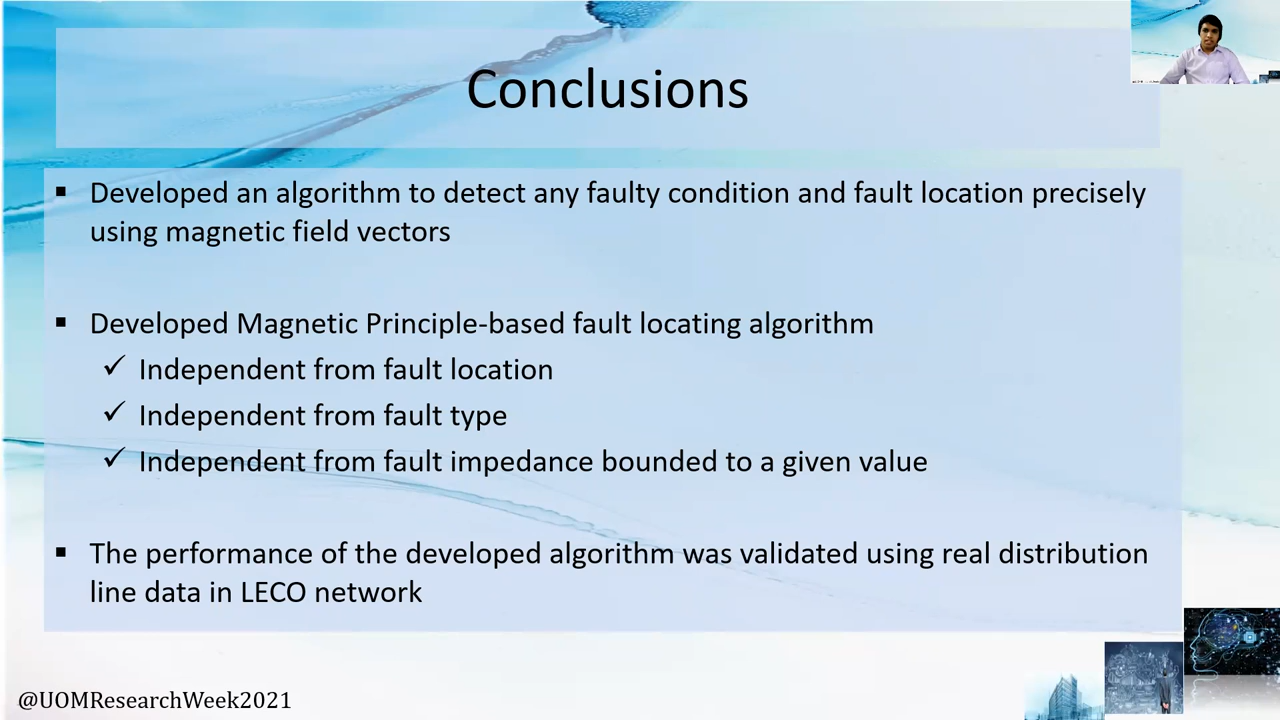 Conclusions
▪ Developed an algorithm to detect any faulty condition and fault location precisely
using magnetic field vectors
▪ Developed Magnetic Principle-based fault locating algorithm
✓ Independent from fault location
✓ Independent from fault type
✓ Independent from fault impedance bounded to a given value
▪ The performance of the developed algorithm was validated using real distribution
line data in LECO network
@UOMResearchWeek2021